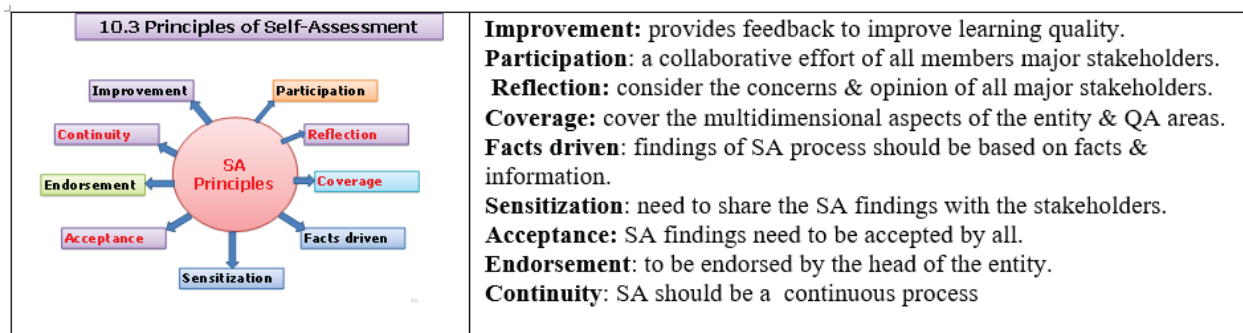 10.3 Principles of Self-Assessment
Improvement
Participation
Continuity
Reflection
SA
Principles
Endorsement
Coverage
Acceptance
Facts driven
Sensitization
Improvement: provides feedback to improve learning quality.
Participation: a collaborative effort of all members major stakeholders.
Reflection: consider the concerns & opinion of all major stakeholders.
Coverage: cover the multidimensional aspects of the entity & QA areas.
Facts driven: findings of SA process should be based on facts &
information.
Sensitization: need to share the SA findings with the stakeholders.
Acceptance: SA findings need to be accepted by all.
Endorsement: to be endorsed by the head of the entity.
Continuity: SA should be a  continuous process